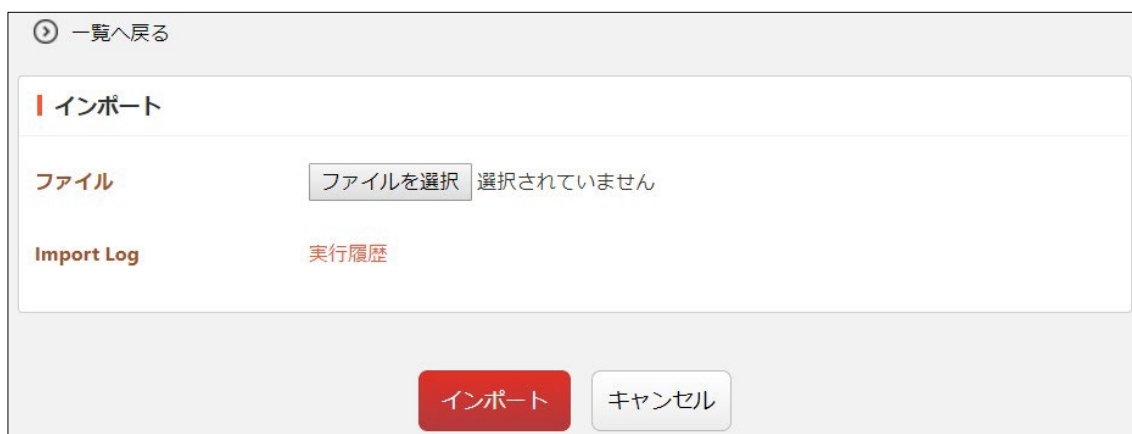 一覧へ戻る
インポート
ファイル ファイルを選択 選択されていません
Import Log 実行履歴
インポート キャンセル